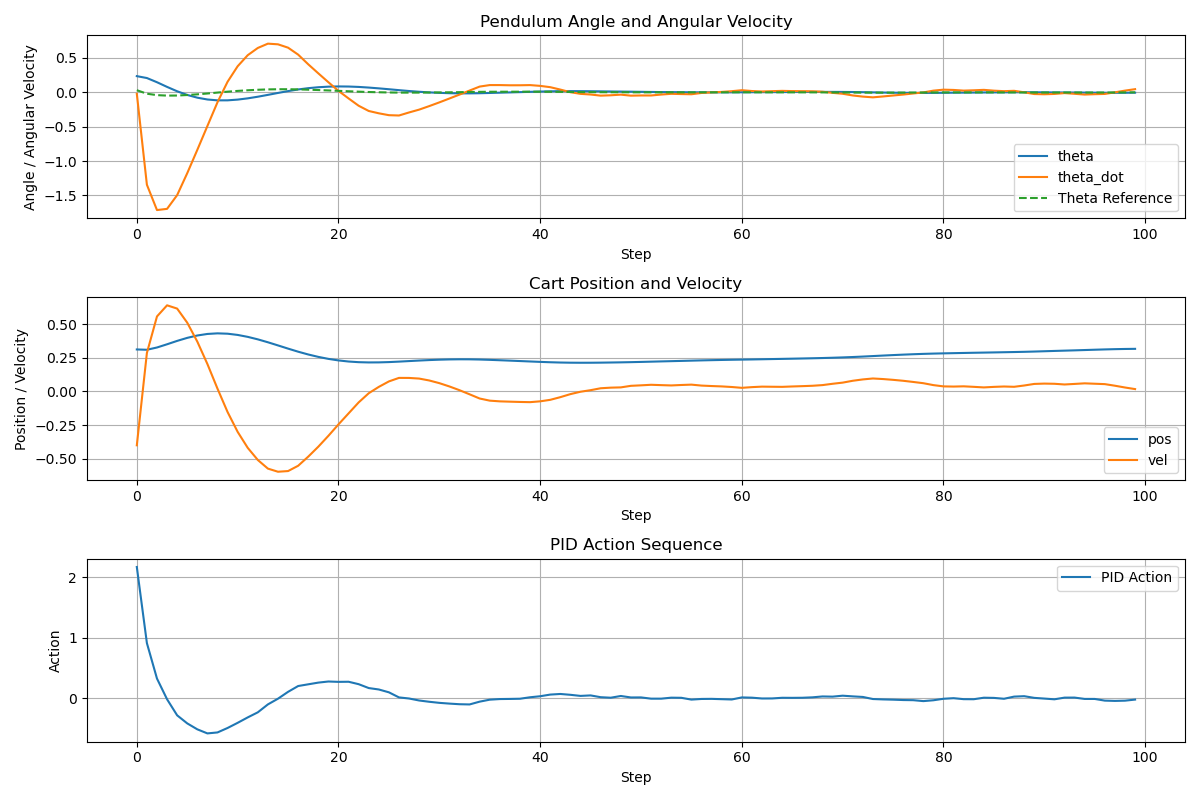 Pendulum Angle and Angular Velocity
Angle / Angular Velocity
0.5
0.0
−0.5
−1.0
−1.5
theta
theta_dot
Theta Reference
0 20 40 60 80 100
Step
Cart Position and Velocity
Position / Velocity
0.50
0.25
0.00
−0.25
−0.50
pos
vel
0 20 40 60 80 100
Step
PID Action Sequence
Action
2
1
0
PID Action
0 20 40 60 80 100
Step